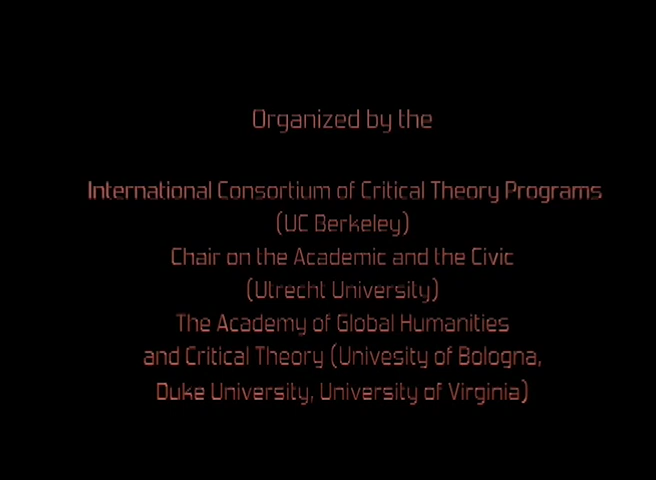 Organized by the
International Consortium of Critical Theory Programs
(UC Berkeley)
Chair on the Academic and the Civic
(Utrecht University)
The Academy of Global Humanities
and Critical Theory (Univesity of Bologna,
Duke University, University of Virginia)